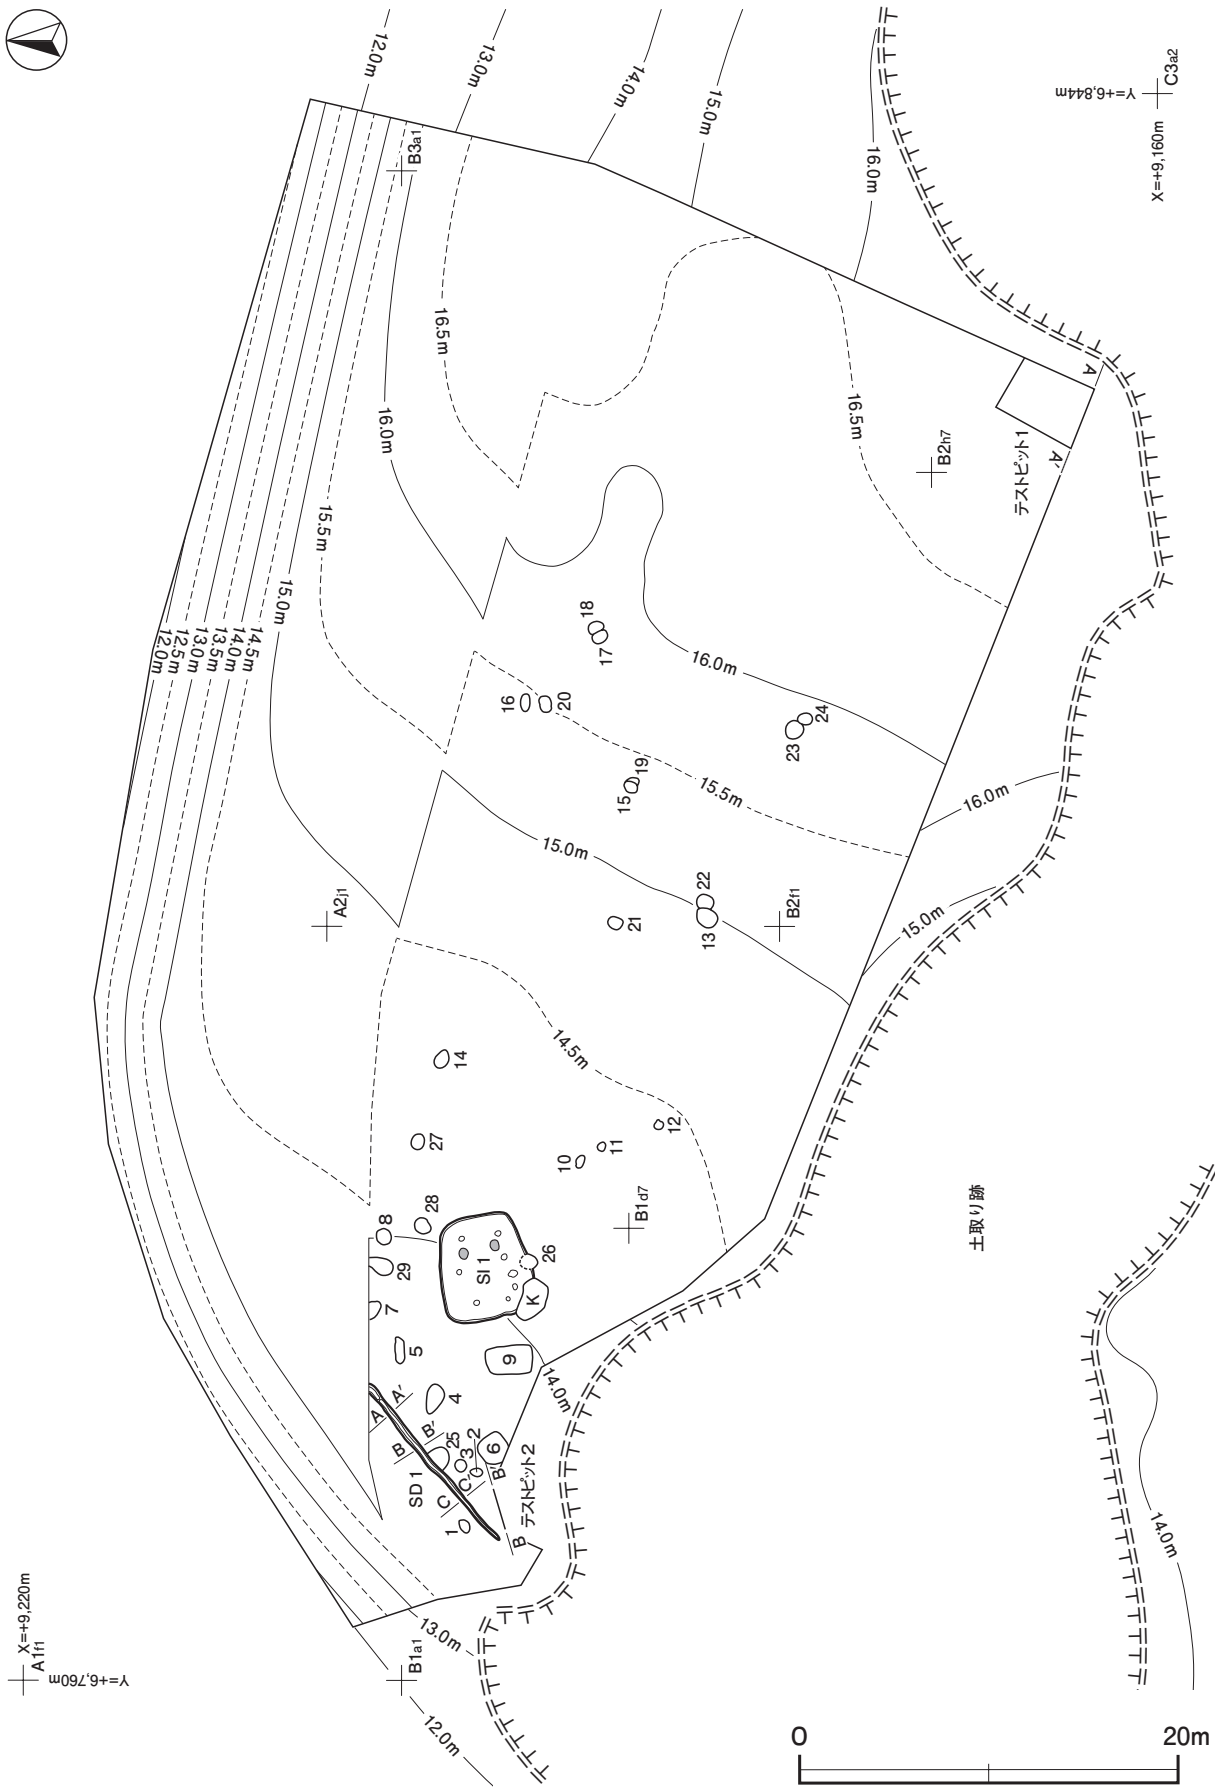 12.0m
13.0m
14.0m
15.0m
16.0m
C3a2
Y=+6,844m
X=+9,160m
B3a1
16.5m
16.0m
15.5m
15.0m
14.5m
14.0m
13.5m
13.0m
12.5m
12.0m
16.5m
B2h7
テストピット1
A
A′
18
17
16.0m
16
20
24
23
19
15
15.5m
16.0m
15.0m
22
13
21
B2f1
15.0m
A2j1
14.5m
14
27
12
11
10
B1d7
土取り跡
8
28
29
SI 1
26
K
7
5
9
14.0m
4
A
A′
B
B′
25
3
2
6
C
C′
SD 1
1
B
B′
テストピット2
14.0m
X=+9,220m
A1f1
Y=+6,760m
B1a1
13.0m
12.0m
0
20m